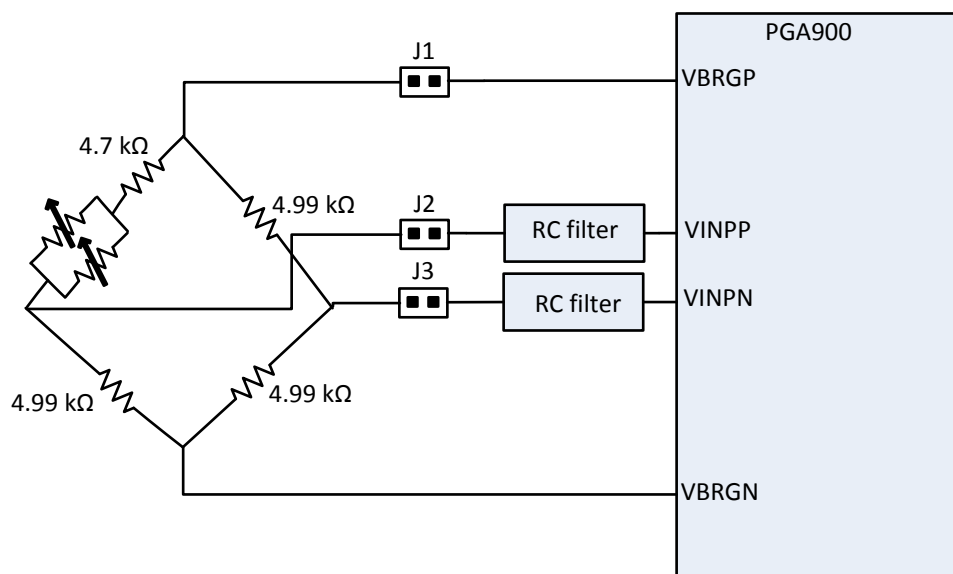 PGA900
J1
VBRGP
4.7 kΩ
4.99 kΩ
J2
RC filter
VINPP
J3
RC filter
VINPN
4.99 kΩ
4.99 kΩ
VBRGN